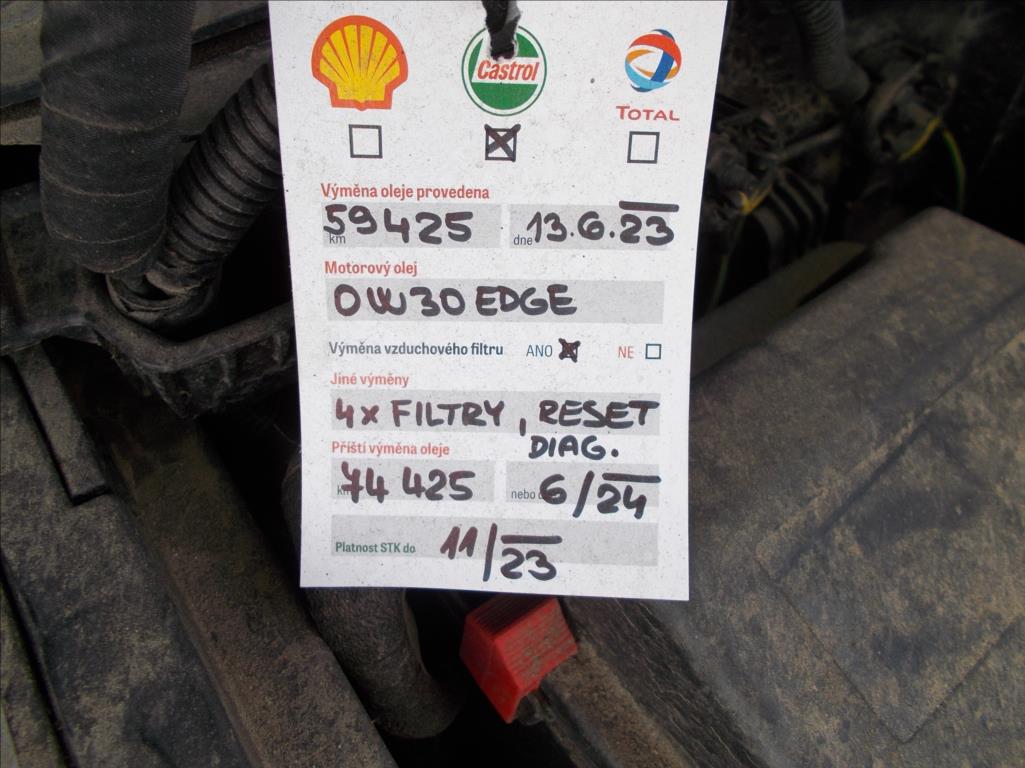 Castrol
TOTAL
Výměna oleje provedena
km 59425 dne 13.6.23
Motorový olej
0W30 EDGE
Výměna vzduchového filtru ANO NE
Jiné výměny
4x FILTRY, RESET
DIAG.
Příští výměna oleje
km 74 425 nebo 6/24
Platnost STK do 11/23